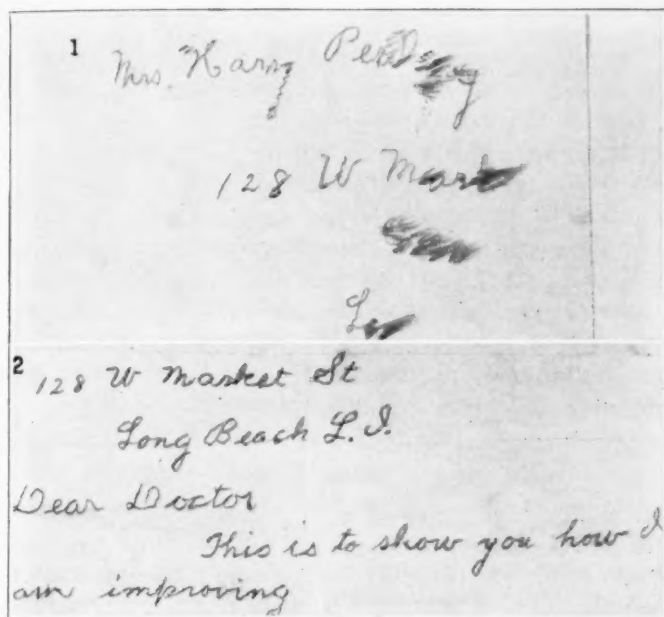 1
Mrs. Harry
128 W Mark
2
128 W Market St
Long Beach L.I.
Dear Doctor
This is to show you how I
am improving